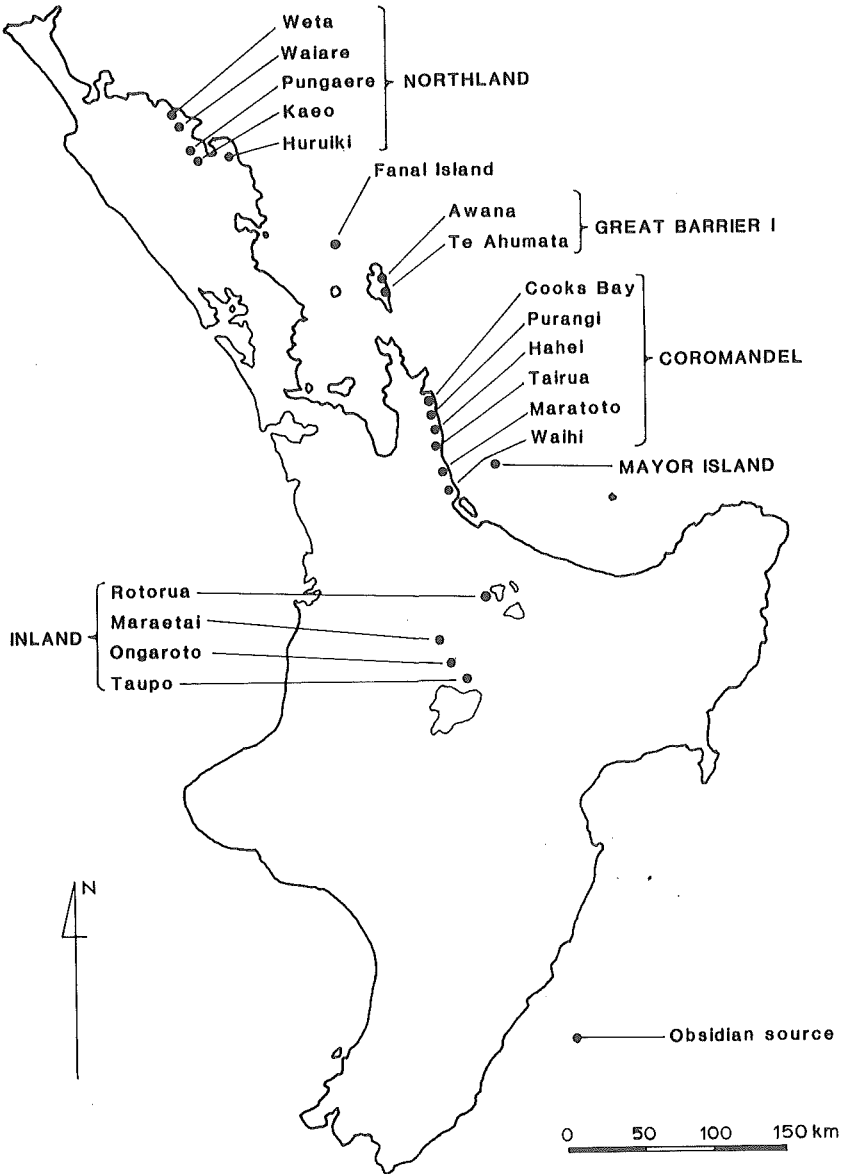 Weta
Waiare
Pungaere
Kaeo
Huruiki
NORTHLAND
Fanal Island
Awana
Te Ahumata
GREAT BARRIER I
Cooks Bay
Purangi
Hahei
Tairua
Maratoto
Waihi
COROMANDEL
MAYOR ISLAND
INLAND
Rotorua
Maraetai
Ongaroto
Taupo
N
Obsidian source
0 50 100 150 km